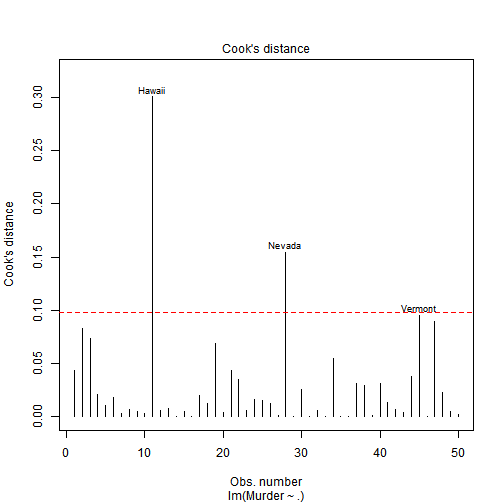 Cook's distance
Hawaii
Nevada
Vermont
0.30
0.25
0.20
0.15
0.10
0.05
0.00
Cook's distance
0 10 20 30 40 50
Obs. number
lm(Murder ~ .)